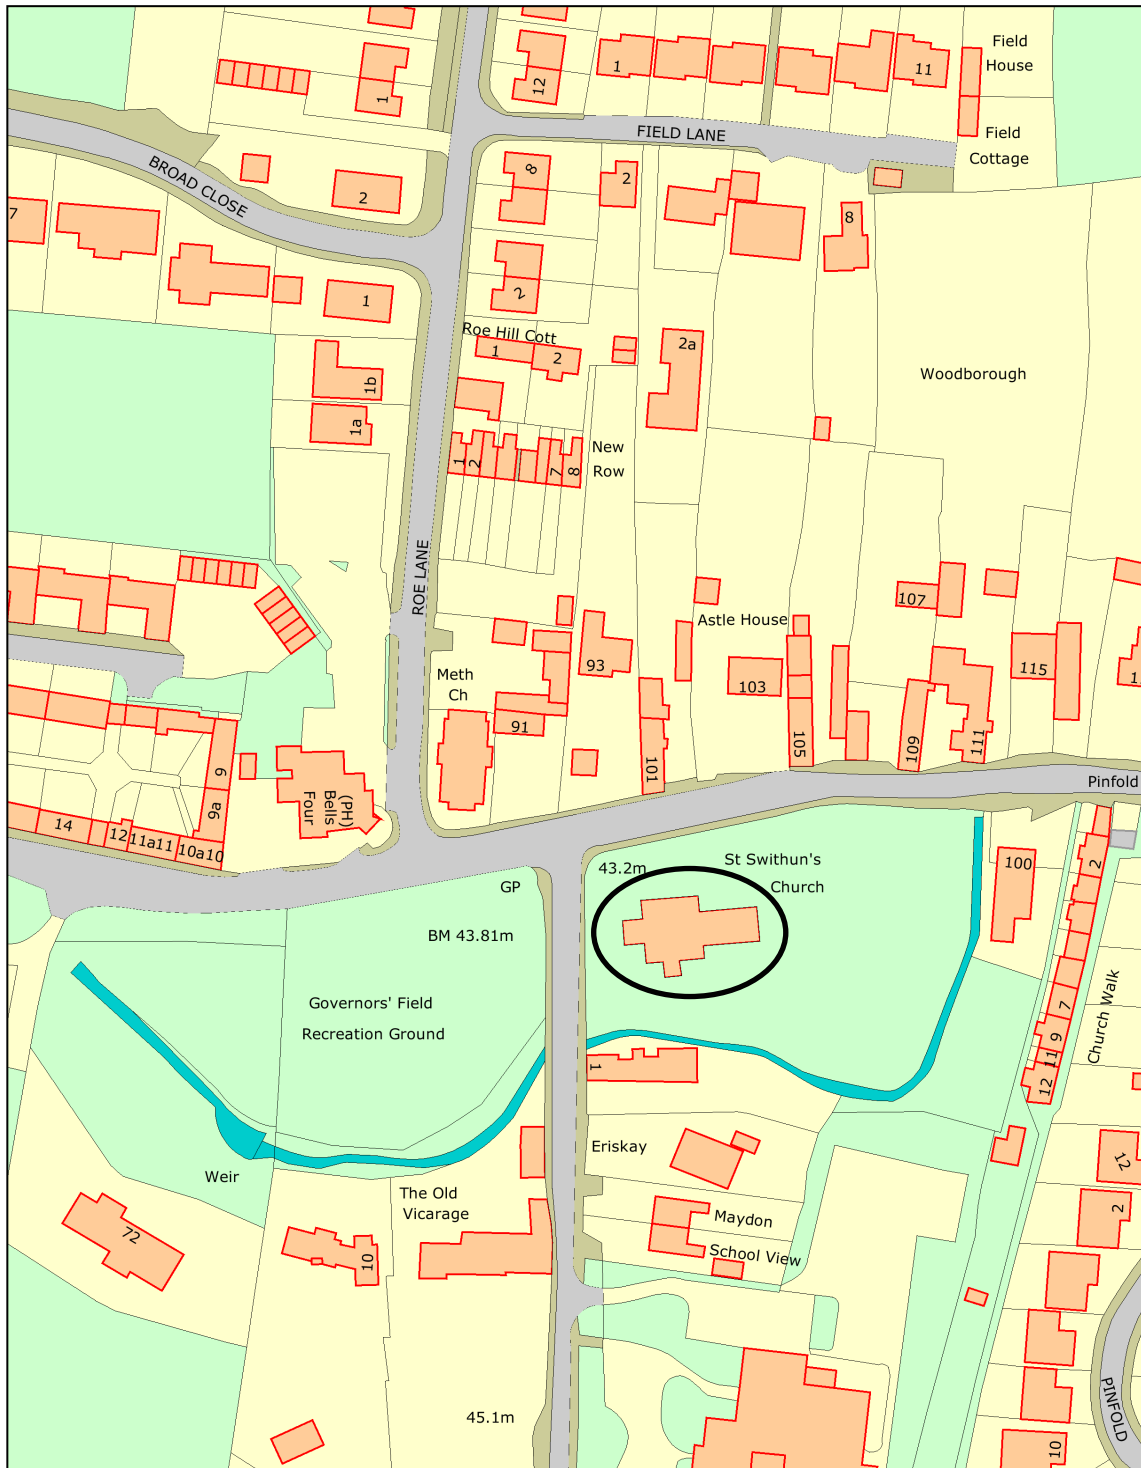 Field
House
12
1
11
1
FIELD LANE
Field
Cottage
BROAD CLOSE
8
2
2
7
8
1
2
Roe Hill Cott
1
2
2a
Woodborough
1b
1a
New
Row
1
2
7
8
ROE LANE
107
Astle House
93
103
115
Meth
Ch
91
9
105
109
111
101
Pinfold
9a
(PH)
Bells
Four
14
12
11a
11
10a
10
St Swithun's
Church
43.2m
100
2
GP
BM 43.81m
Governors' Field
Recreation Ground
7
Church Walk
9
11
12
1
Eriskay
Weir
The Old
Vicarage
12
2
Maydon
School View
72
10
PINFOLD
45.1m
10